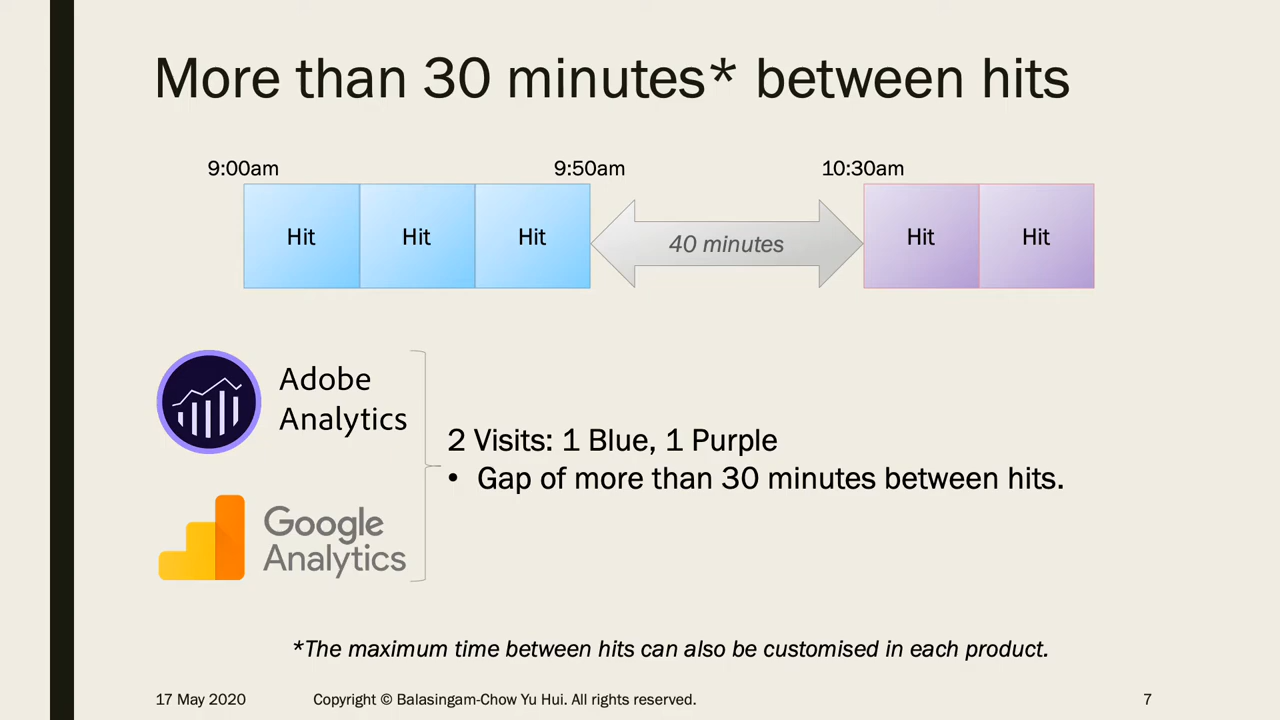 More than 30 minutes* between hits
9:00am 9:50am 10:30am
Hit Hit Hit 40 minutes Hit Hit
Adobe
Analytics
2 Visits: 1 Blue, 1 Purple
• Gap of more than 30 minutes between hits.
Google
Analytics
*The maximum time between hits can also be customised in each product.
17 May 2020 Copyright © Balasingam-Chow Yu Hui. All rights reserved. 7